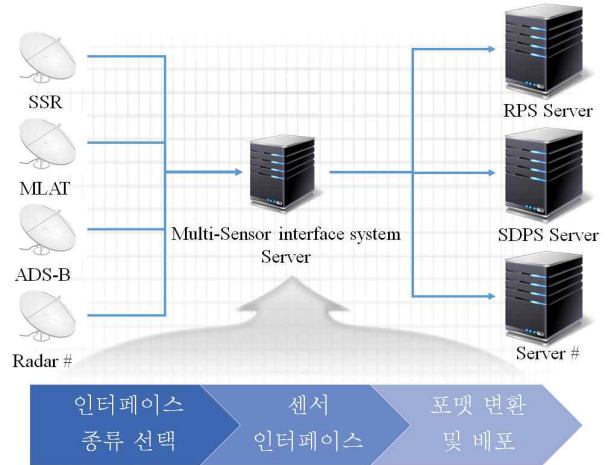 SSR
MLAT
ADS-B
Radar #
Multi-Sensor interface system
Server
RPS Server
SDPS Server
Server #
인터페이스
종류 선택
센서
인터페이스
포맷 변환
및 배포